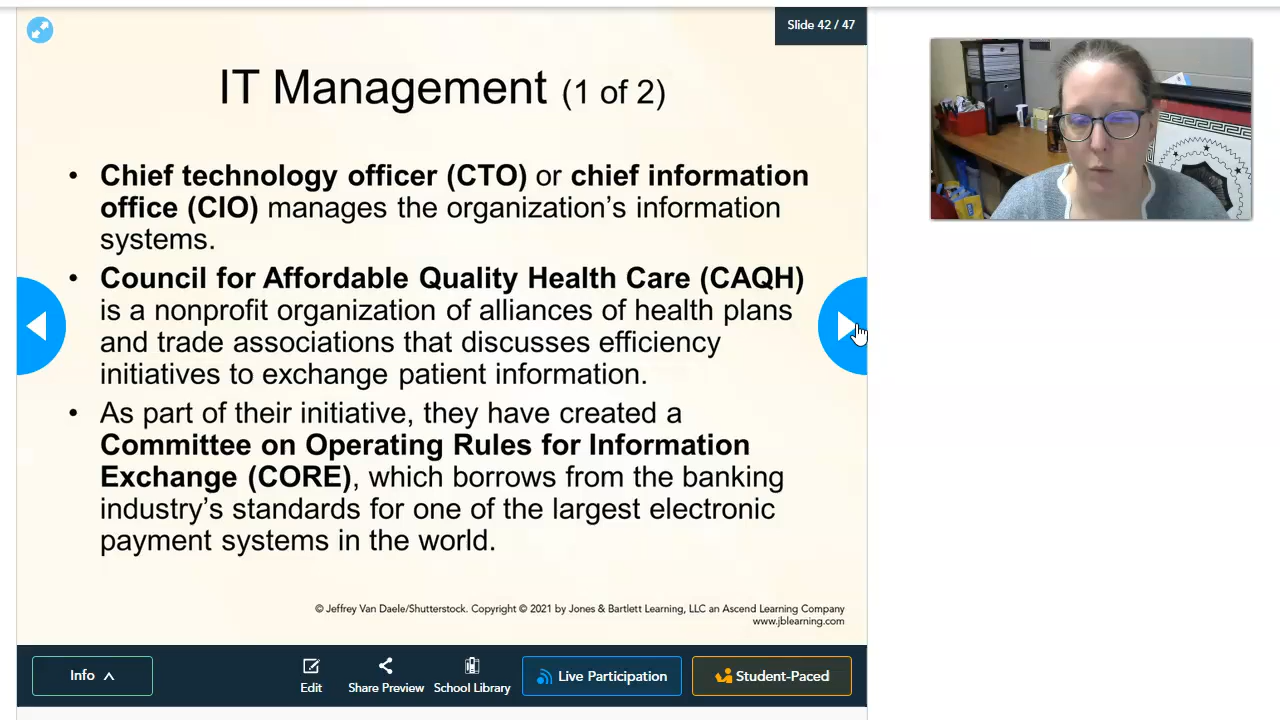 Slide 42 / 47
IT Management (1 of 2)
• Chief technology officer (CTO) or chief information
office (CIO) manages the organization's information
systems.
• Council for Affordable Quality Health Care (CAQH)
is a nonprofit organization of alliances of health plans
and trade associations that discusses efficiency
initiatives to exchange patient information.
• As part of their initiative, they have created a
Committee on Operating Rules for Information
Exchange (CORE), which borrows from the banking
industry's standards for one of the largest electronic
payment systems in the world.
© Jeffrey Van Daele/Shutterstock. Copyright © 2021 by Jones & Bartlett Learning, LLC an Ascend Learning Company
www.jblearning.com
Info
Edit
Share Preview
School Library
Live Participation
Student-Paced